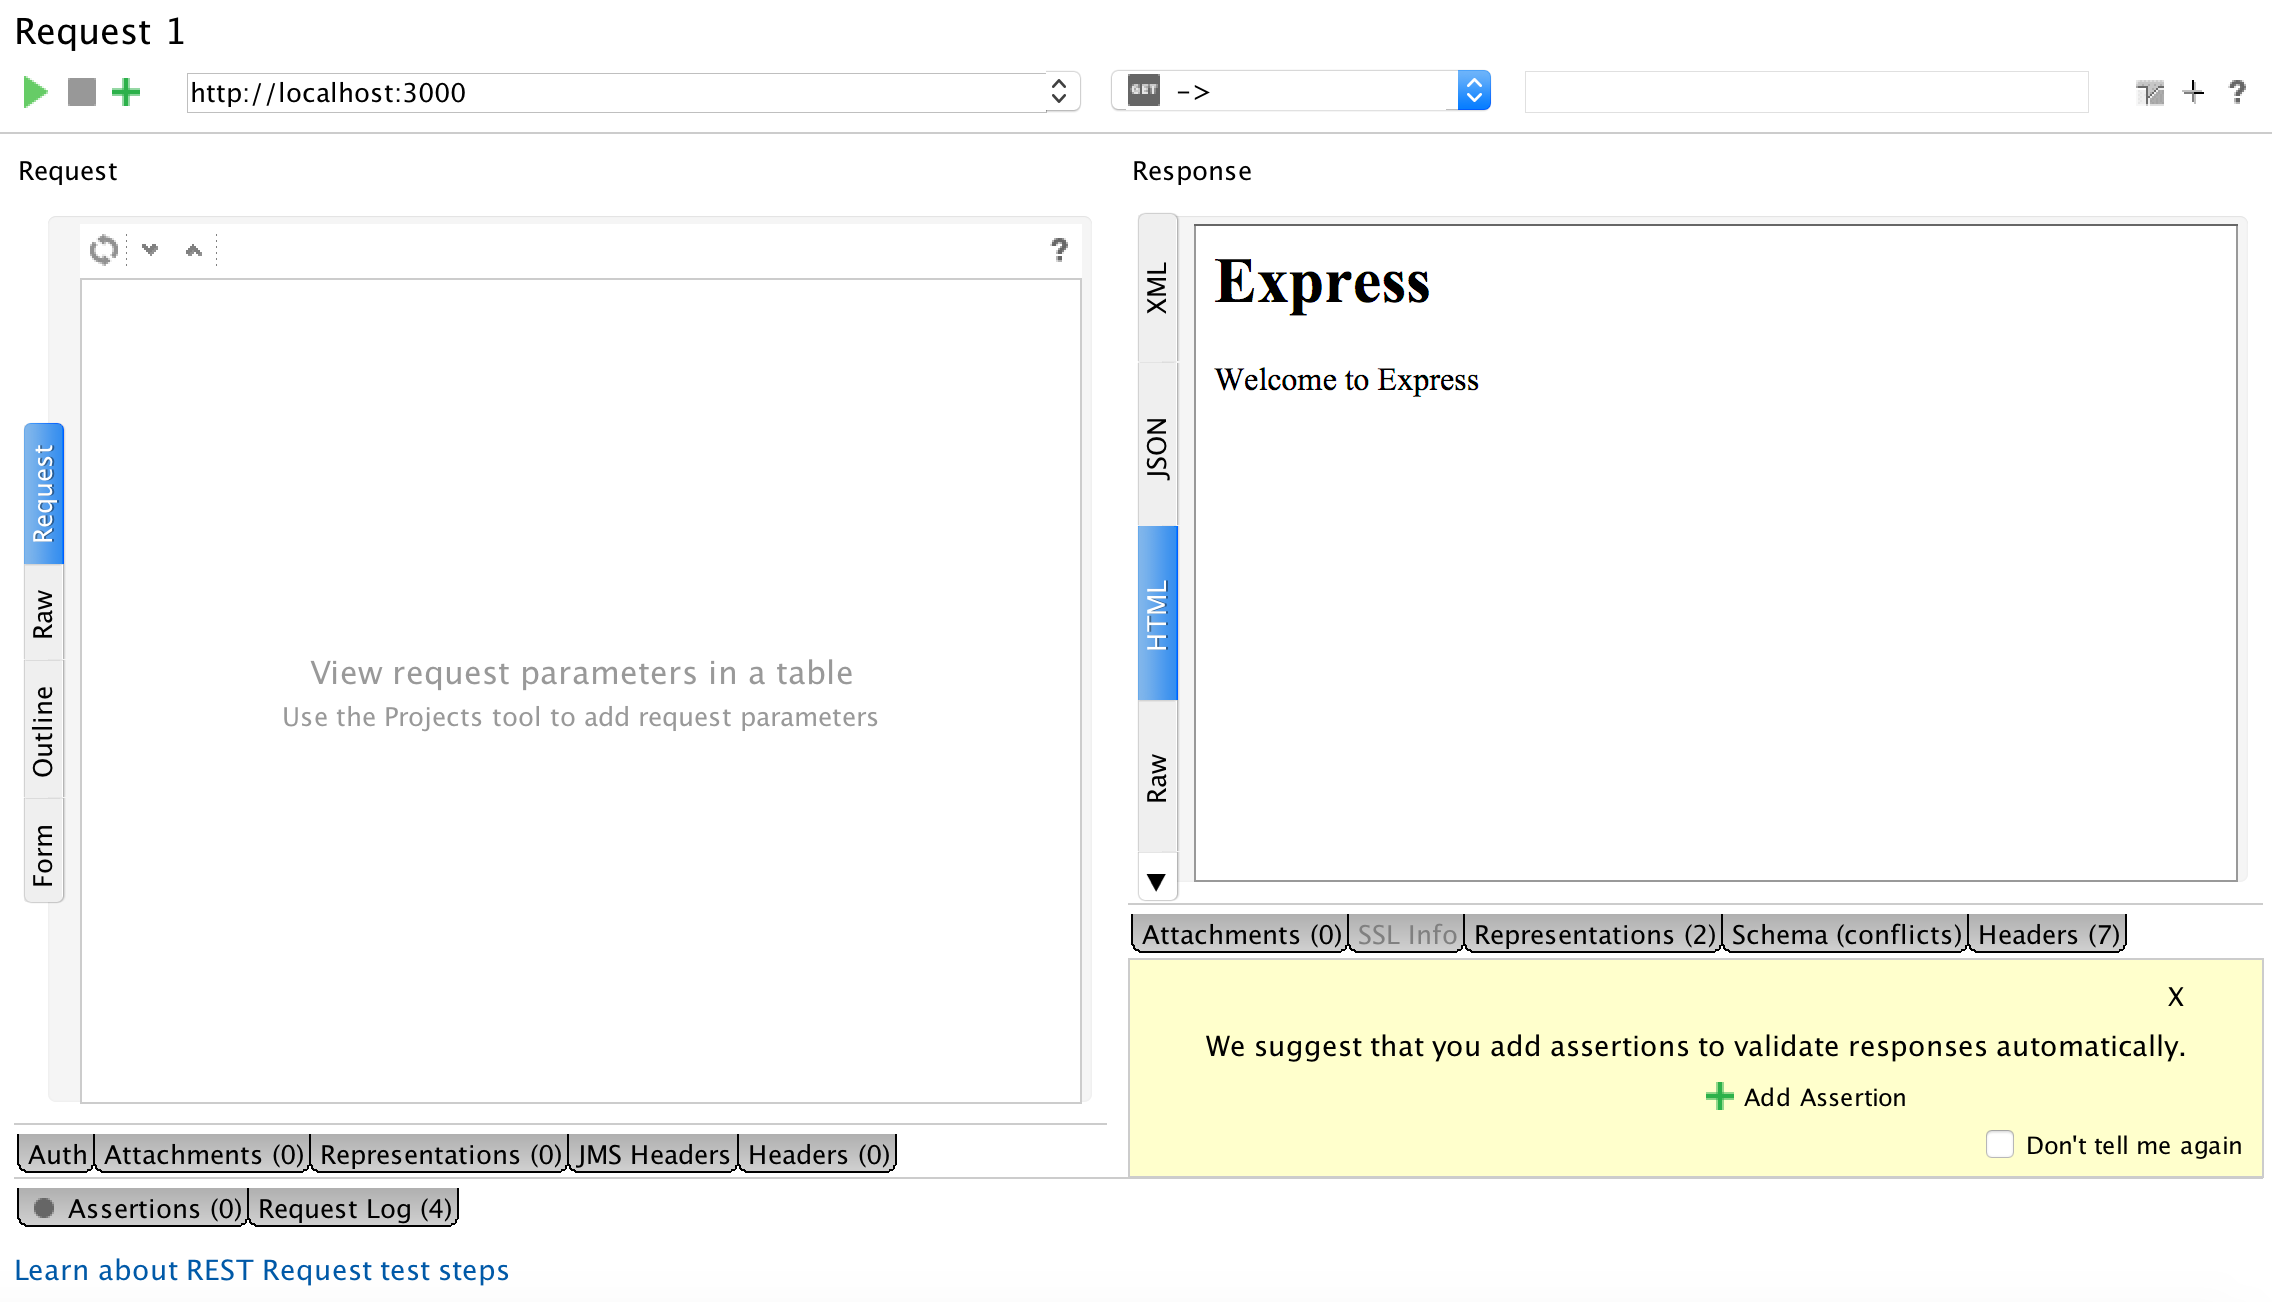 Request 1
http://localhost:3000
GET ->
?
Request
Response
?
Request
Raw
Outline
Form
View request parameters in a table
Use the Projects tool to add request parameters
XML
JSON
HTML
Raw
Express
Welcome to Express
Attachments (0) SSL Info Representations (2) Schema (conflicts) Headers (7)
X
We suggest that you add assertions to validate responses automatically.
Add Assertion
Don't tell me again
Auth Attachments (0) Representations (0) JMS Headers Headers (0)
Assertions (0) Request Log (4)
Learn about REST Request test steps